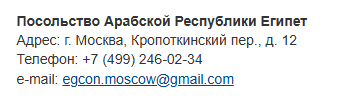 Посольство Арабской Республики Египет
Адрес: г. Москва, Кропоткинский пер., д. 12
Телефон: +7 (499) 246-02-34
e-mail: egcon.moscow@gmail.com